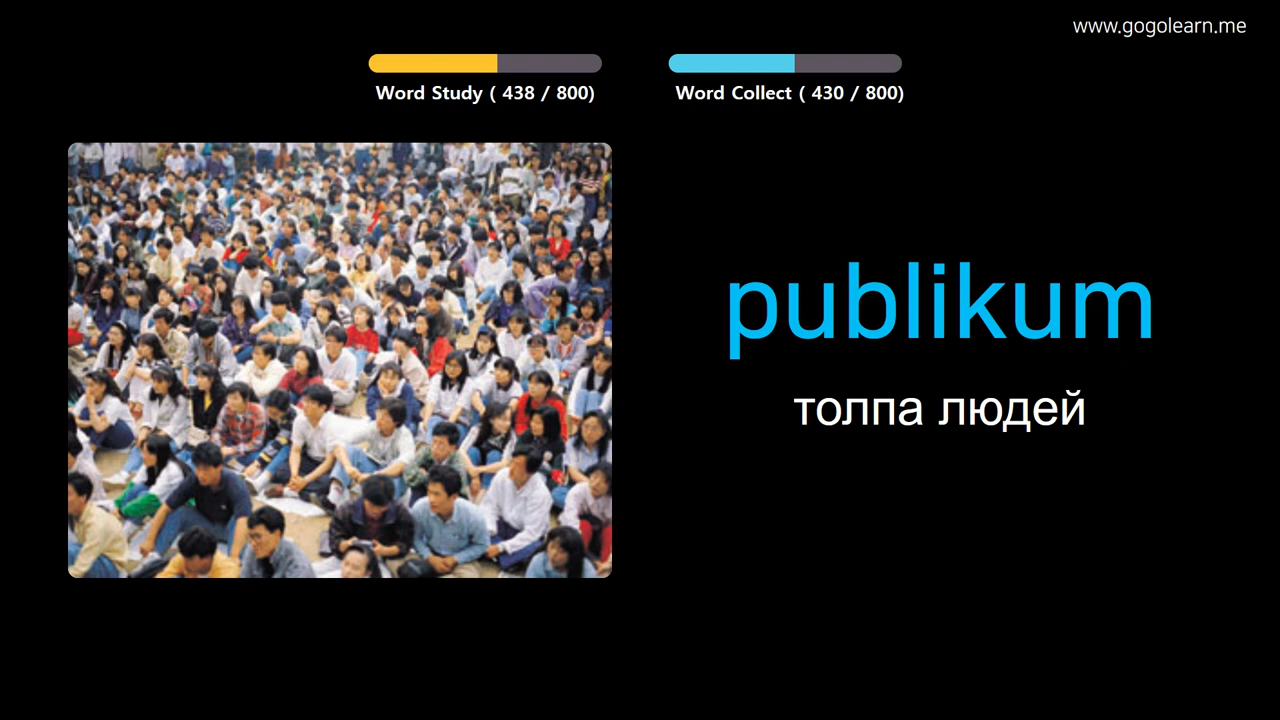 www.gogolearn.me
Word Study ( 438 / 800)
Word Collect ( 430 / 800)
publikum
толпа людей